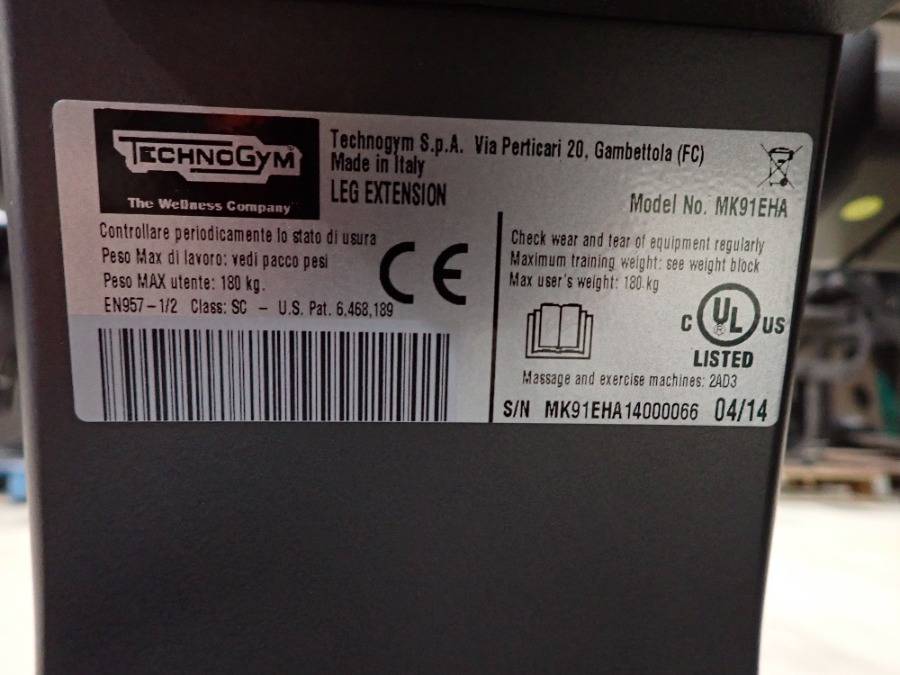 TECHNOGYM
The Wellness Company
Technogym S.p.A. Via Perticari 20, Gambettola (FC)
Made in Italy
LEG EXTENSION
Model No. MK91EHA
Controllare periodicamente lo stato di usura
Peso Max di lavoro: vedi pacco pesi
Peso MAX utente: 180 kg.
EN957-1/2 Class: SC - U.S. Pat. 6,468,189
CE
Check wear and tear of equipment regularly
Maximum training weight: see weight block
Max user's weight: 180 kg
C UL US
LISTED
Massage and exercise machines: 2AD3
S/N MK91EHA14000066 04/14